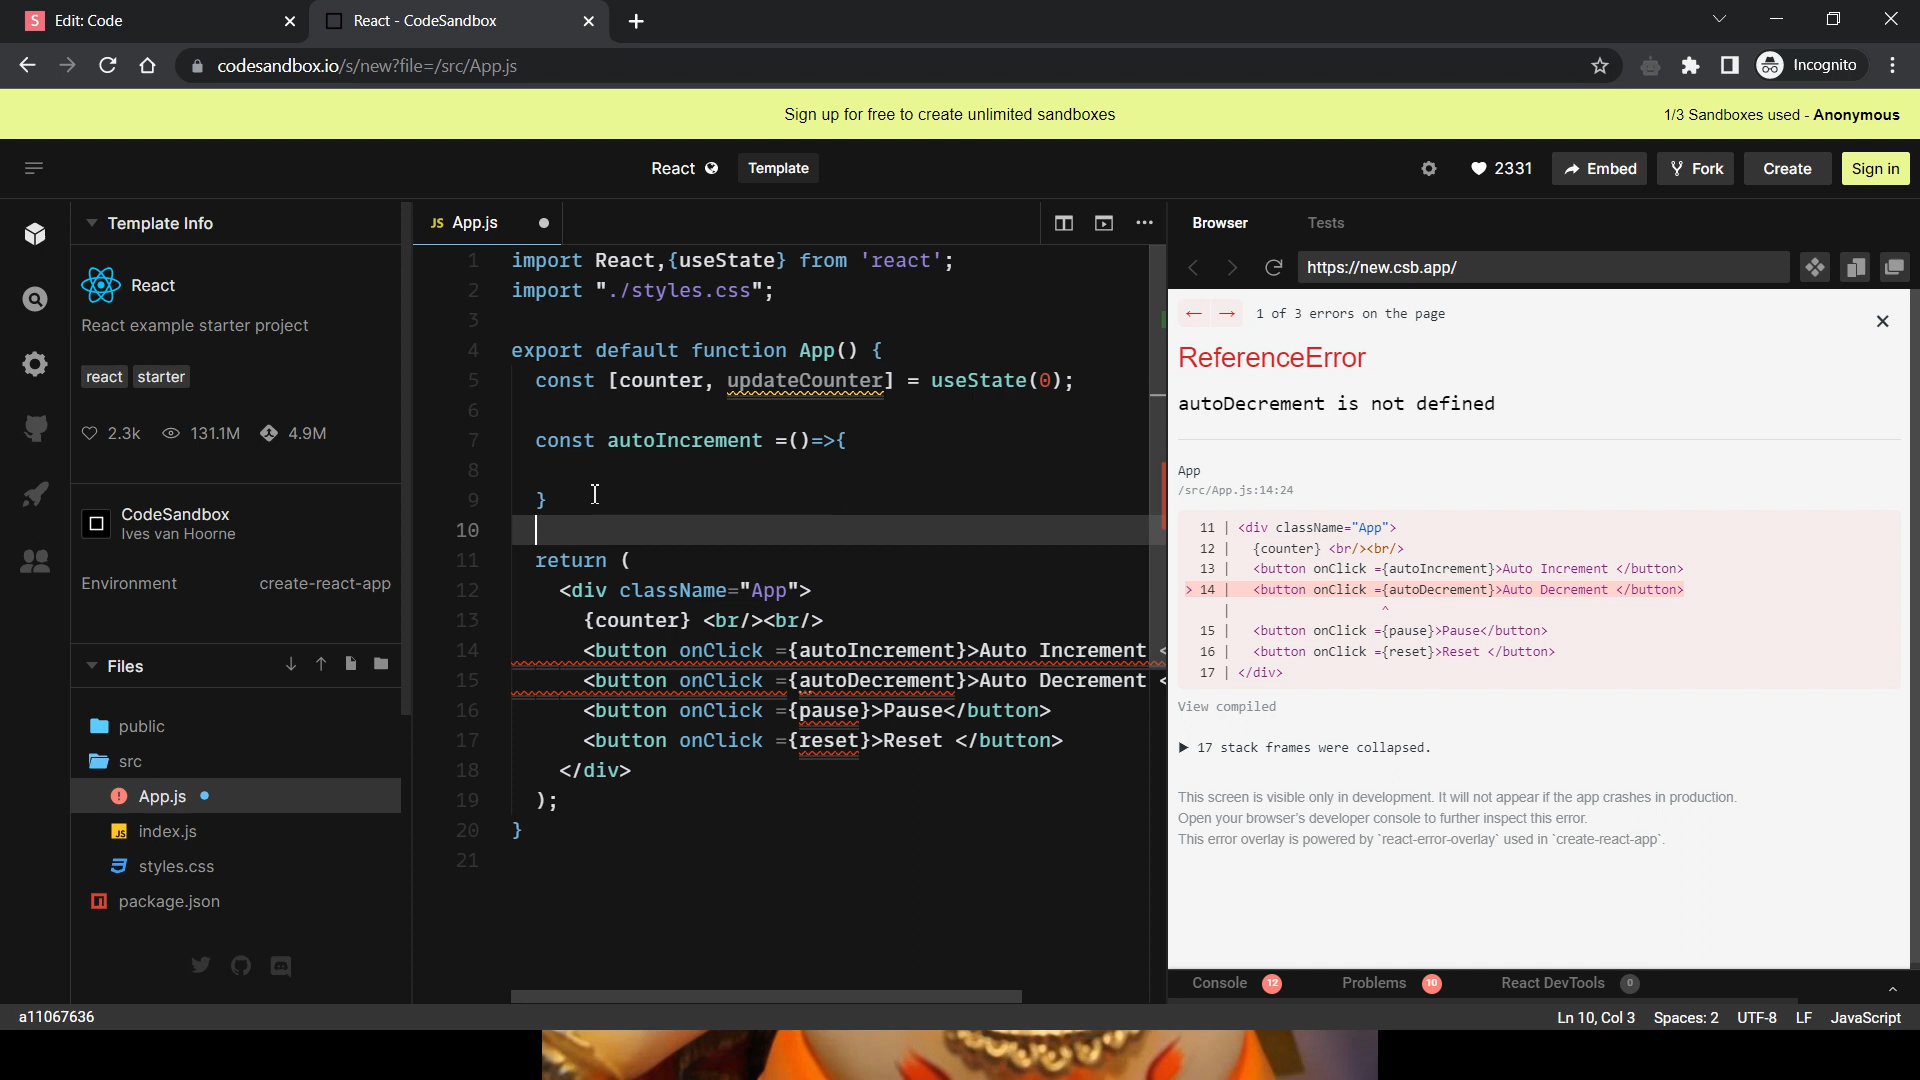 S Edit: Code
React - CodeSandbox
codesandbox.io/s/new?file=/src/App.js
Incognito
Sign up for free to create unlimited sandboxes
1/3 Sandboxes used - Anonymous
React
Template
2331
Embed
Fork
Create
Sign in
Template Info
React
React example starter project
react
starter
2.3k 131.1M 4.9M
CodeSandbox
Ives van Hoorne
Environment create-react-app
Files
public
src
! App.js
JS index.js
styles.css
package.json
JS App.js
1 import React,{useState} from 'react';
2 import "./styles.css";
3
4 export default function App() {
5 const [counter, updateCounter] = useState(0);
6
7 const autoIncrement =()=>{
8
9 }
10
11 return (
12 <div className="App">
13 {counter} <br/><br/>
14 <button onClick ={autoIncrement}>Auto Increment <
15 <button onClick ={autoDecrement}>Auto Decrement <
16 <button onClick ={pause}>Pause</button>
17 <button onClick ={reset}>Reset </button>
18 </div>
19 );
20 }
21
Browser
Tests
https://new.csb.app/
← → 1 of 3 errors on the page
ReferenceError
autoDecrement is not defined
App
/src/App.js:14:24
11 | <div className="App">
12 | {counter} <br/><br/>
13 | <button onClick ={autoIncrement}>Auto Increment </button>
> 14 | <button onClick ={autoDecrement}>Auto Decrement </button>
| ^
15 | <button onClick ={pause}>Pause</button>
16 | <button onClick ={reset}>Reset </button>
17 | </div>
View compiled
▶ 17 stack frames were collapsed.
This screen is visible only in development. It will not appear if the app crashes in production.
Open your browser's developer console to further inspect this error.
This error overlay is powered by `react-error-overlay` used in `create-react-app`.
Console 12
Problems 10
React DevTools 0
a11067636
Ln 10, Col 3 Spaces: 2 UTF-8 LF JavaScript